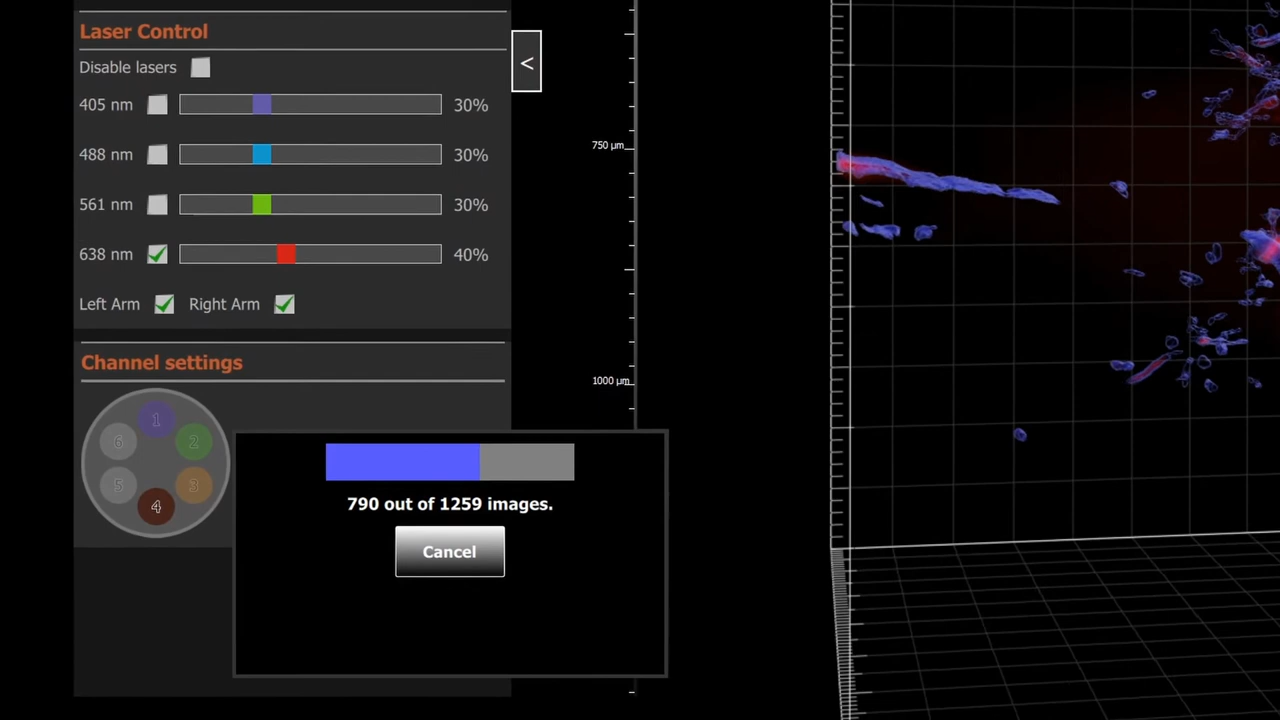 Laser Control
Disable lasers
<
405 nm 30%
488 nm 30%
561 nm 30%
638 nm 40%
Left Arm Right Arm
Channel settings
1
6 2
5 3
4
790 out of 1259 images.
Cancel
750 µm
1000 µm